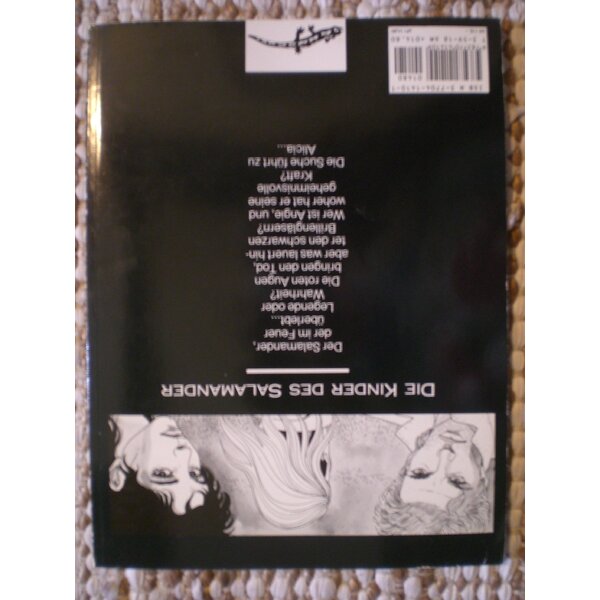 DIE KINDER DES SALAMANDER
Der Salamander,
der im Feuer
überlebt...
Legende oder
Wahrheit?
Die roten Augen
bringen den Tod,
aber was lauert hin-
ter den schwarzen
Brillengläsern?
Wer ist Angie, und
woher hat er seine
geheimnisvolle
Kraft?
Die Suche führt zu
Alicia...
01680